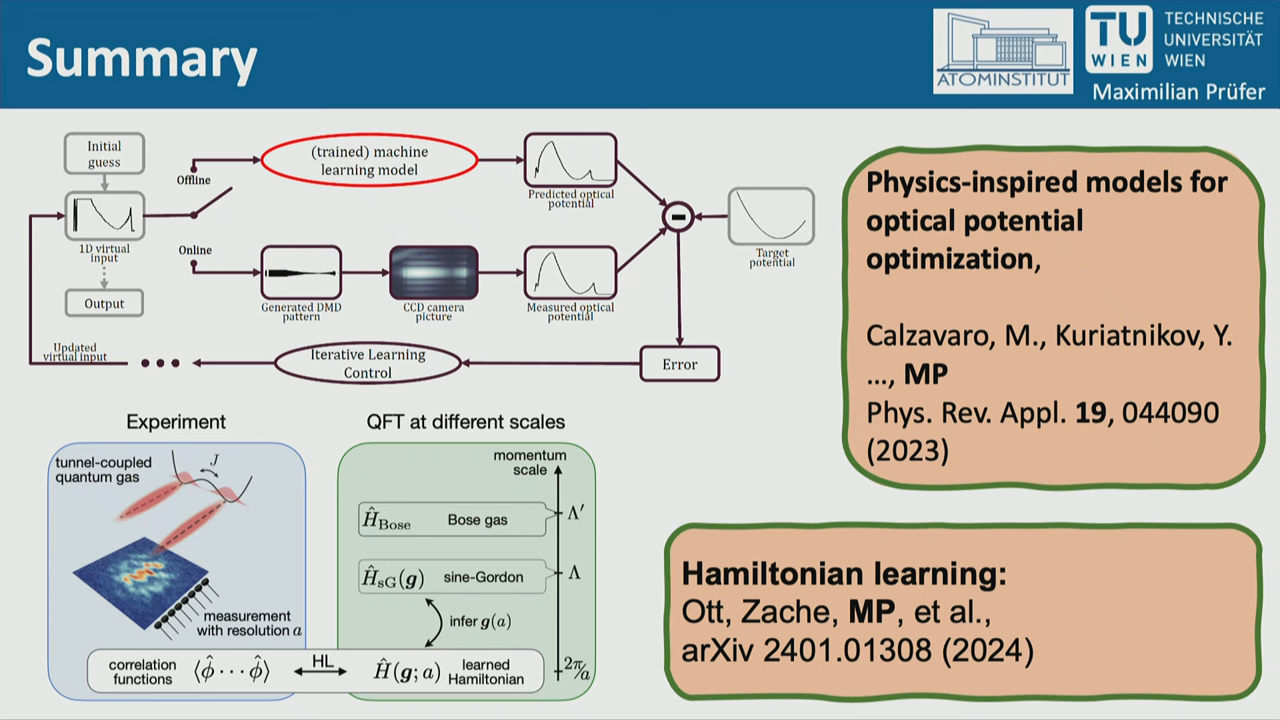 Summary
ATOMINSTITUT
TU
WIEN
TECHNISCHE
UNIVERSITÄT
WIEN
Maximilian Prüfer
Initial
guess
1D virtual
input
Output
Updated
virtual input
Offline
Online
(trained) machine
learning model
Predicted optical
potential
Generated DMD
pattern
CCD camera
picture
Measured optical
potential
-
Target
potential
Iterative Learning
Control
Error
Physics-inspired models for
optical potential
optimization,
Calzavaro, M., Kuriatnikov, Y.
..., MP
Phys. Rev. Appl. 19, 044090
(2023)
Experiment
tunnel-coupled
quantum gas
J
measurement
with resolution a
QFT at different scales
momentum
scale
Ĥ_Bose Bose gas Λ′
Ĥ_sG(g) sine-Gordon Λ
infer g(a)
correlation
functions
⟨φ̂ ⋯ φ̂⟩
HL
Ĥ(g; a)
learned
Hamiltonian
2π/a
Hamiltonian learning:
Ott, Zache, MP, et al.,
arXiv 2401.01308 (2024)